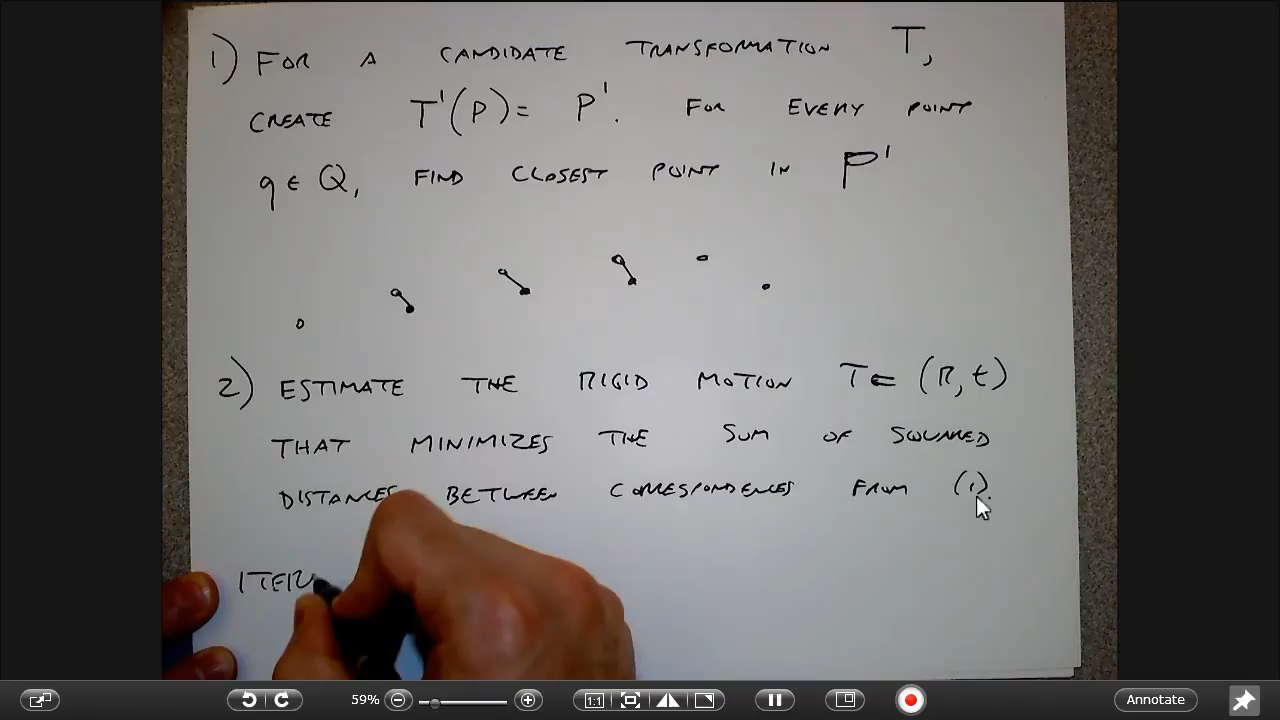 1) FOR A CANDIDATE TRANSFORMATION T,
CREATE T'(P) = P'. FOR EVERY POINT
q ∈ Q, FIND CLOSEST POINT IN P'
2) ESTIMATE THE RIGID MOTION T ∈ (R, t)
THAT MINIMIZES THE SUM OF SQUARED
DISTANCES BETWEEN CORRESPONDENCES FROM (1).
ITER
59%
1:1
Annotate